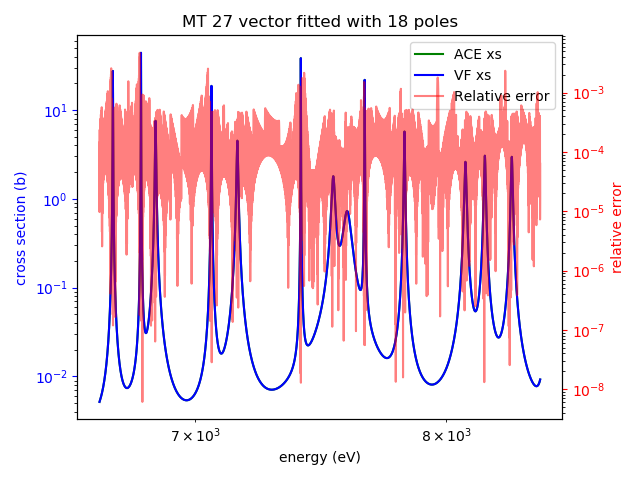 MT 27 vector fitted with 18 poles
ACE xs
VF xs
Relative error
cross section (b)
10¹
10⁰
10⁻¹
10⁻²
10⁻³
10⁻⁴
10⁻⁵
10⁻⁶
10⁻⁷
10⁻⁸
relative error
7 × 10³
8 × 10³
energy (eV)